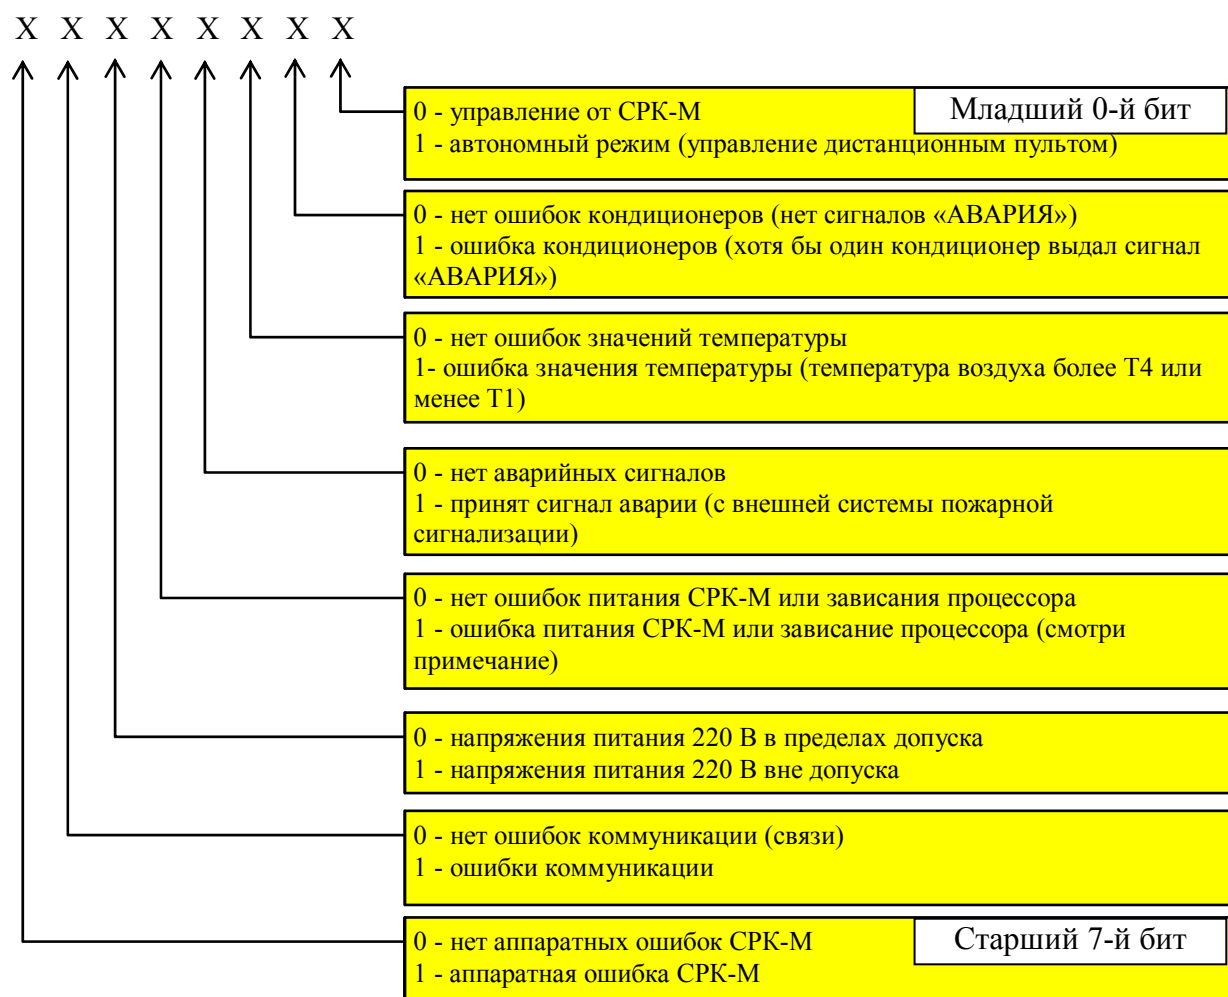 X X X X X X X X
0 - управление от СРК-М
Младший 0-й бит
1 - автономный режим (управление дистанционным пультом)
0 - нет ошибок кондиционеров (нет сигналов «АВАРИЯ»)
1 - ошибка кондиционеров (хотя бы один кондиционер выдал сигнал
«АВАРИЯ»)
0 - нет ошибок значений температуры
1- ошибка значения температуры (температура воздуха более Т4 или
менее Т1)
0 - нет аварийных сигналов
1 - принят сигнал аварии (с внешней системы пожарной
сигнализации)
0 - нет ошибок питания СРК-М или зависания процессора
1 - ошибка питания СРК-М или зависание процессора (смотри
примечание)
0 - напряжения питания 220 В в пределах допуска
1 - напряжения питания 220 В вне допуска
0 - нет ошибок коммуникации (связи)
1 - ошибки коммуникации
0 - нет аппаратных ошибок СРК-М
Старший 7-й бит
1 - аппаратная ошибка СРК-М